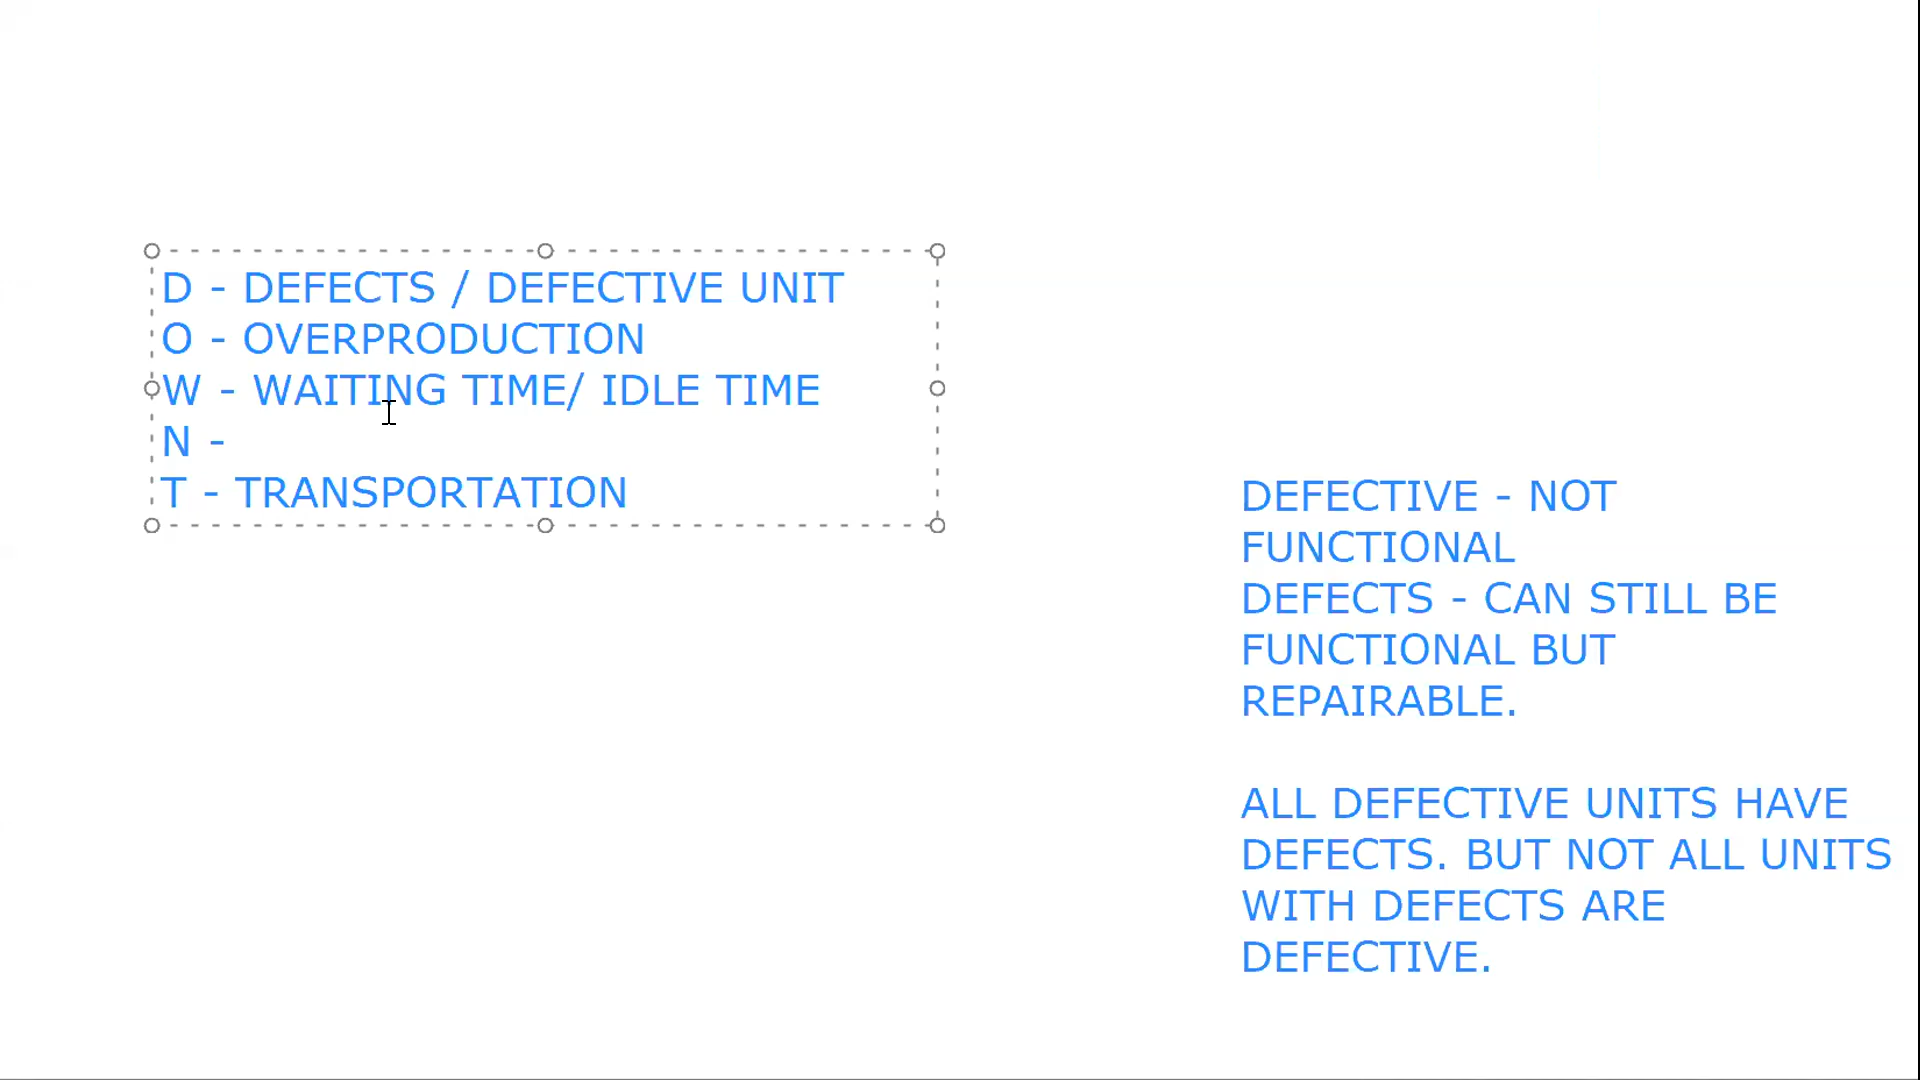 D - DEFECTS / DEFECTIVE UNIT
O - OVERPRODUCTION
W - WAITING TIME/ IDLE TIME
N -
T - TRANSPORTATION
DEFECTIVE - NOT
FUNCTIONAL
DEFECTS - CAN STILL BE
FUNCTIONAL BUT
REPAIRABLE.
ALL DEFECTIVE UNITS HAVE
DEFECTS. BUT NOT ALL UNITS
WITH DEFECTS ARE
DEFECTIVE.